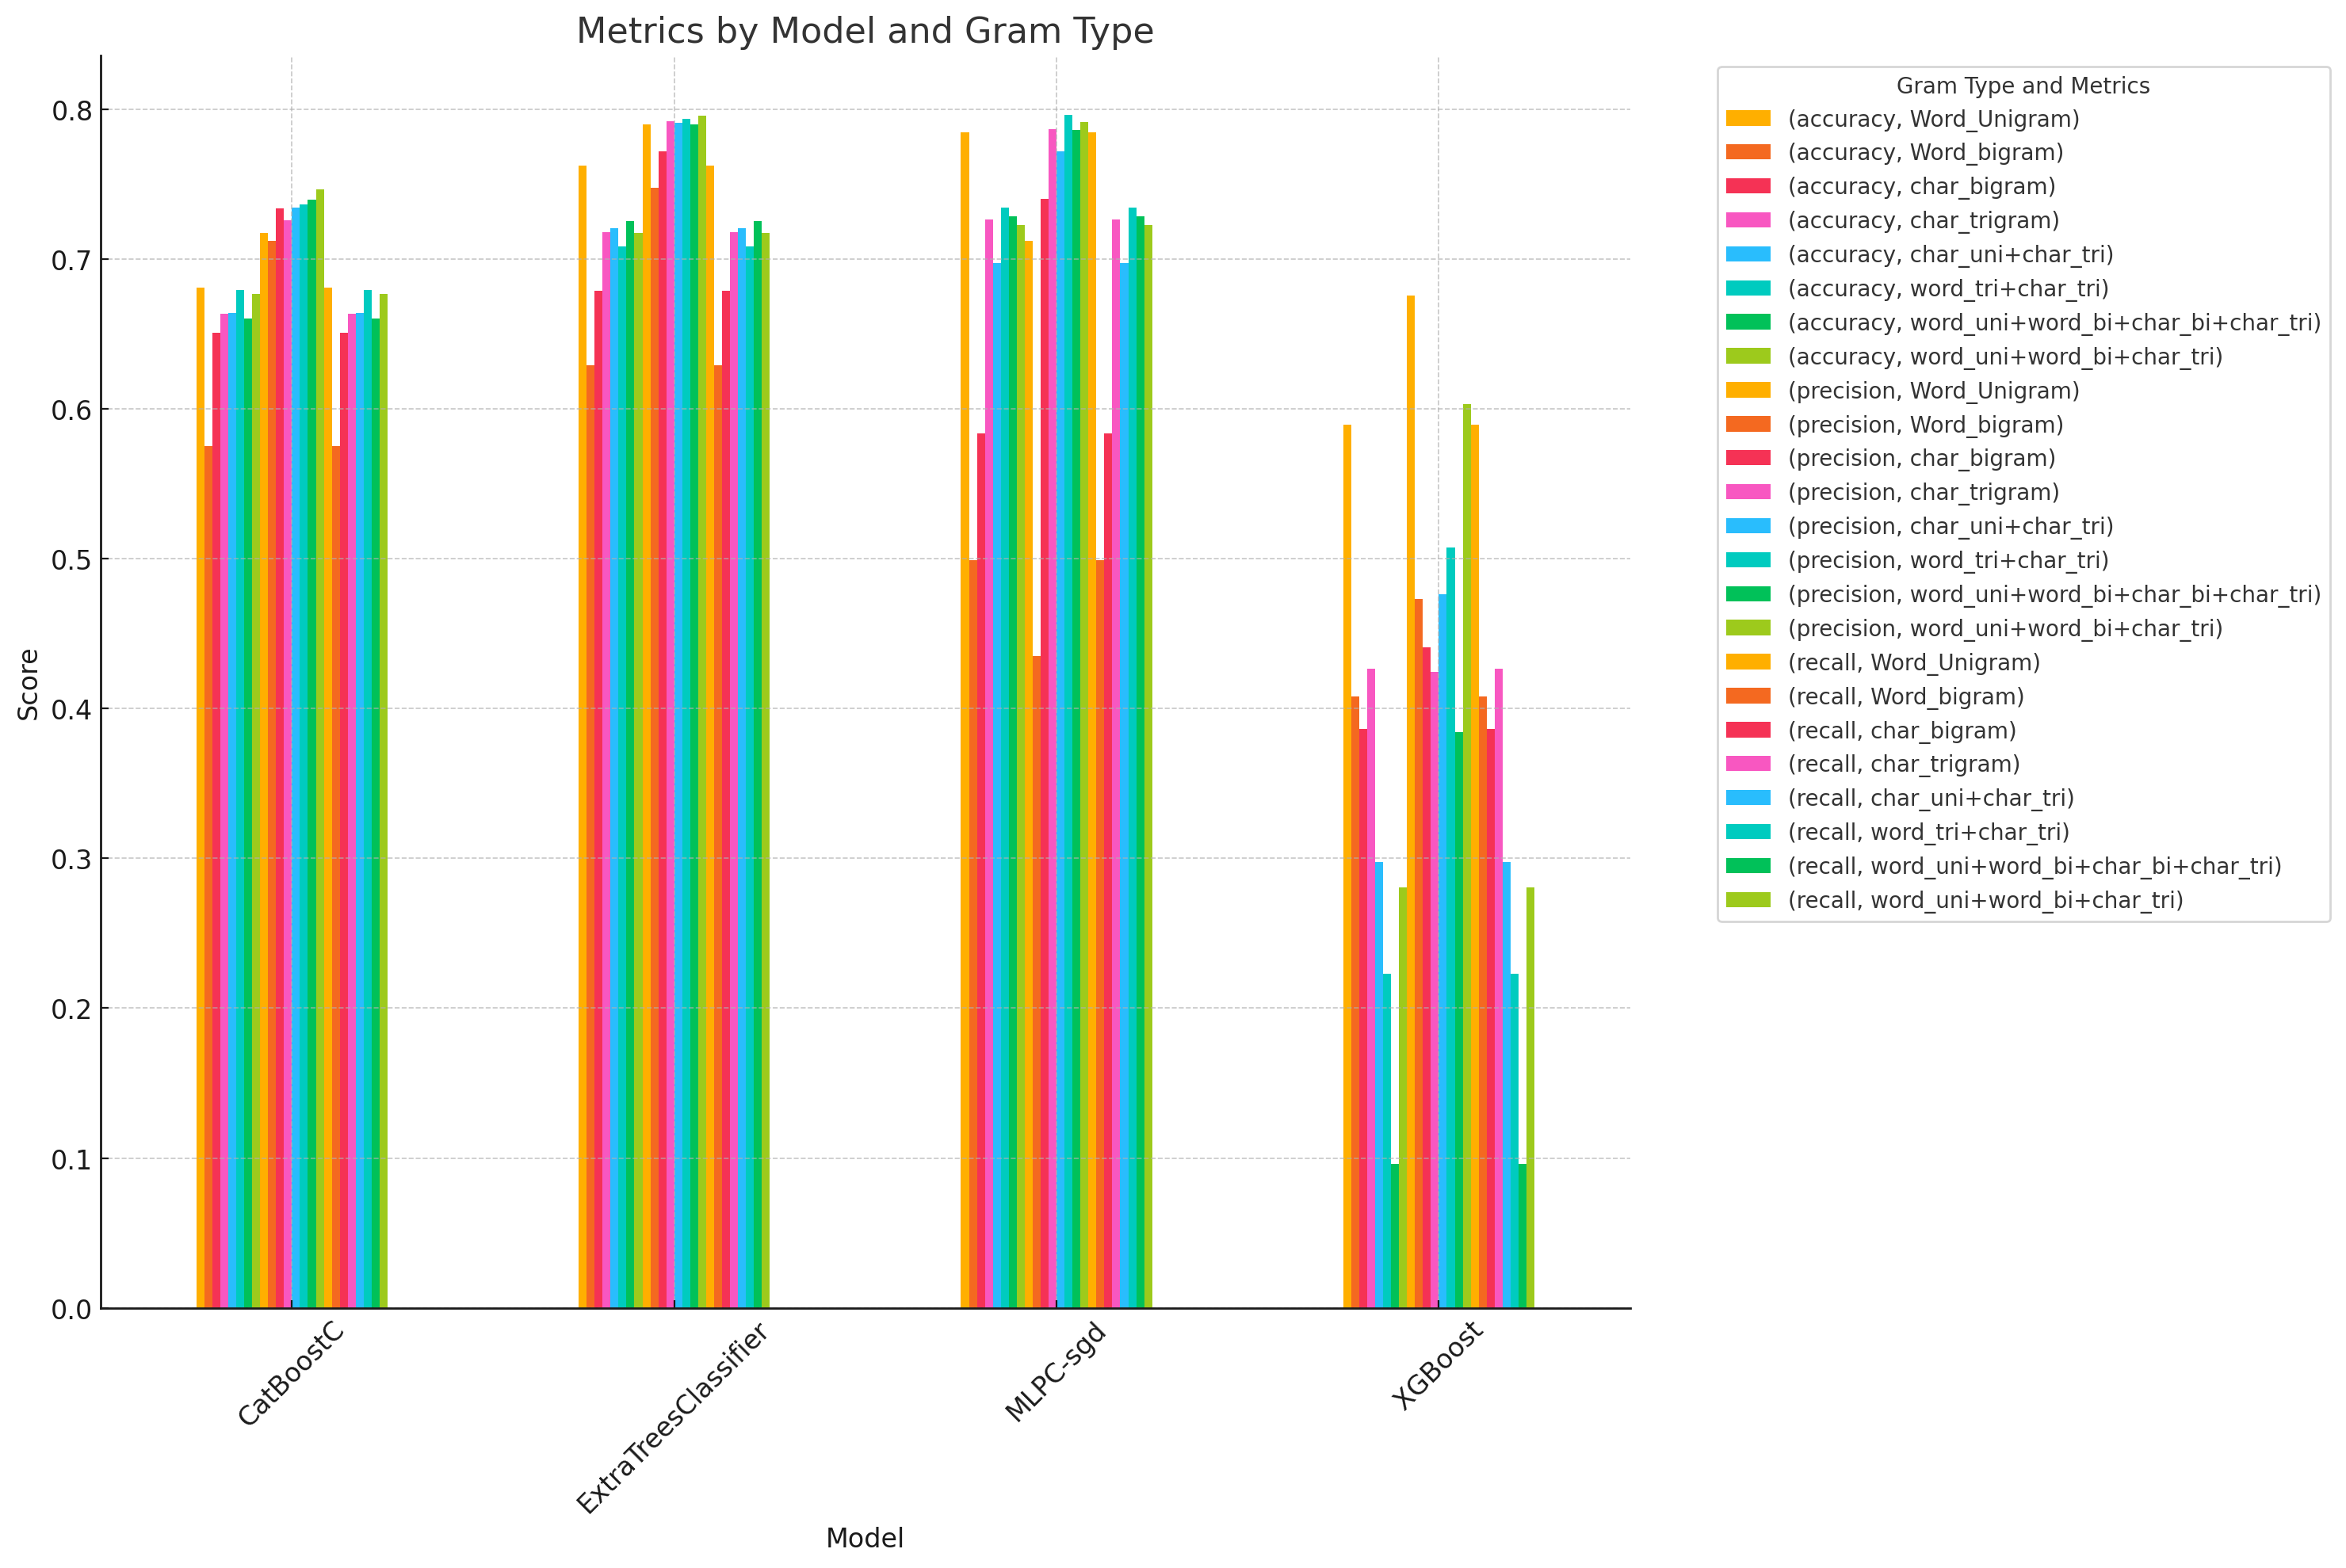 Metrics by Model and Gram Type
Score
0.8
0.7
0.6
0.5
0.4
0.3
0.2
0.1
0.0
CatBoostC
ExtraTreesClassifier
MLPC-sgd
XGBoost
Model
Gram Type and Metrics
(accuracy, Word_Unigram)
(accuracy, Word_bigram)
(accuracy, char_bigram)
(accuracy, char_trigram)
(accuracy, char_uni+char_tri)
(accuracy, word_tri+char_tri)
(accuracy, word_uni+word_bi+char_bi+char_tri)
(accuracy, word_uni+word_bi+char_tri)
(precision, Word_Unigram)
(precision, Word_bigram)
(precision, char_bigram)
(precision, char_trigram)
(precision, char_uni+char_tri)
(precision, word_tri+char_tri)
(precision, word_uni+word_bi+char_bi+char_tri)
(precision, word_uni+word_bi+char_tri)
(recall, Word_Unigram)
(recall, Word_bigram)
(recall, char_bigram)
(recall, char_trigram)
(recall, char_uni+char_tri)
(recall, word_tri+char_tri)
(recall, word_uni+word_bi+char_bi+char_tri)
(recall, word_uni+word_bi+char_tri)